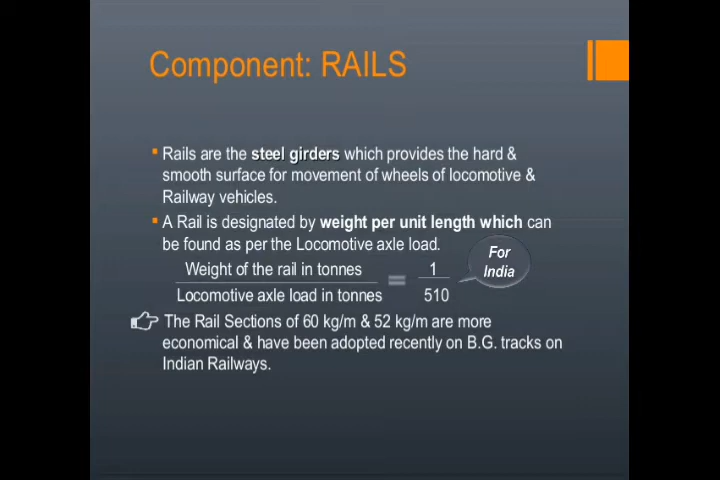 Component: RAILS
Rails are the steel girders which provides the hard &
smooth surface for movement of wheels of locomotive &
Railway vehicles.
A Rail is designated by weight per unit length which can
be found as per the Locomotive axle load.
For
India
Weight of the rail in tonnes = 1
Locomotive axle load in tonnes 510
The Rail Sections of 60 kg/m & 52 kg/m are more
economical & have been adopted recently on B.G. tracks on
Indian Railways.